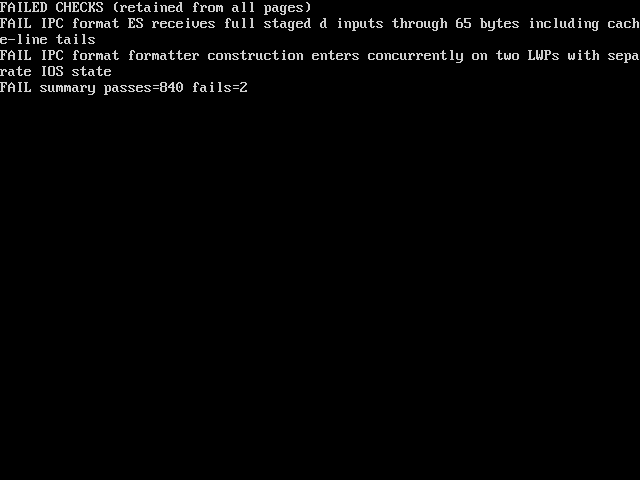 FAILED CHECKS (retained from all pages)
FAIL IPC format ES receives full staged d inputs through 65 bytes including cach
e-line tails
FAIL IPC format formatter construction enters concurrently on two LWPs with sepa
rate IOS state
FAIL summary passes=840 fails=2